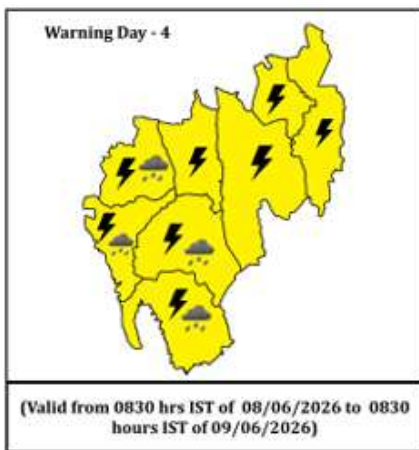 Warning Day - 4
(Valid from 0830 hrs IST of 08/06/2026 to 0830
hours IST of 09/06/2026)